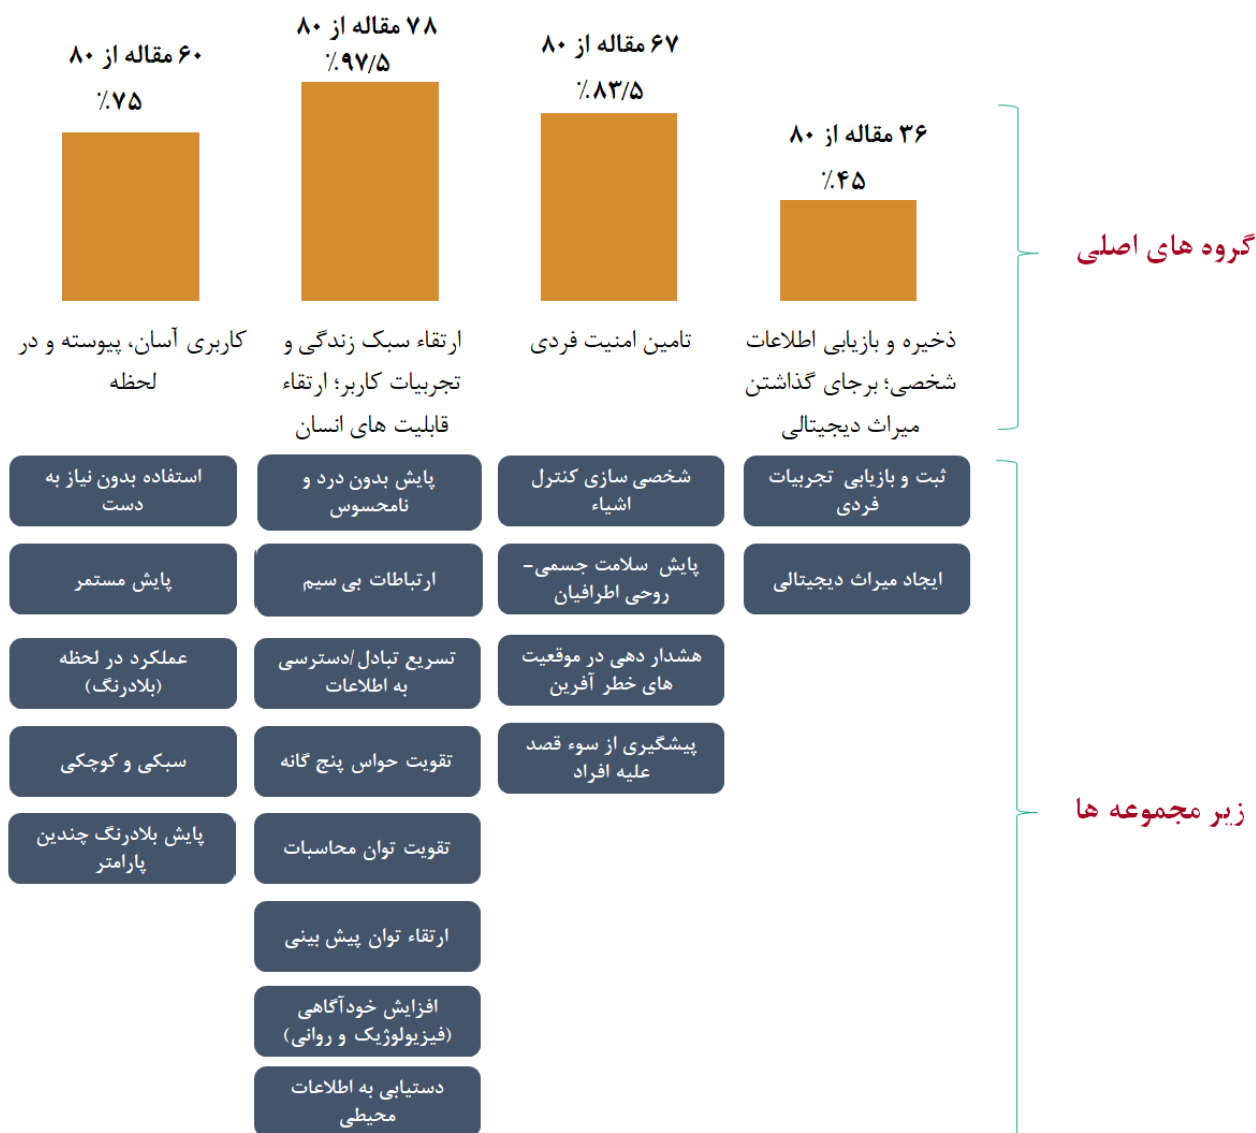 ۶۰ مقاله از ۸۰
٪۷۵
۷۸ مقاله از ۸۰
٪۹۷/۵
۶۷ مقاله از ۸۰
٪۸۳/۵
۳۶ مقاله از ۸۰
٪۴۵
گروه های اصلی
کاربری آسان، پیوسته و در
لحظه
ارتقاء سبک زندگی و
تجربیات کاربر؛ ارتقاء
قابلیت های انسان
تامین امنیت فردی
ذخیره و بازیابی اطلاعات
شخصی؛ برجای گذاشتن
میراث دیجیتالی
زیر مجموعه ها
استفاده بدون نیاز به
دست
پایش مستمر
عملکرد در لحظه
(بلادرنگ)
سبکی و کوچکی
پایش بلادرنگ چندین
پارامتر
پایش بدون درد و
نامحسوس
ارتباطات بی سیم
تسریع تبادل/دسترسی
به اطلاعات
تقویت حواس پنج گانه
تقویت توان محاسبات
ارتقاء توان پیش بینی
افزایش خودآگاهی
(فیزیولوژیک و روانی)
دستیابی به اطلاعات
محیطی
شخصی سازی کنترل
اشیاء
پایش سلامت جسمی-
روحی اطرافیان
هشدار دهی در موقعیت
های خطر آفرین
پیشگیری از سوء قصد
علیه افراد
ثبت و بازیابی تجربیات
فردی
ایجاد میراث دیجیتالی